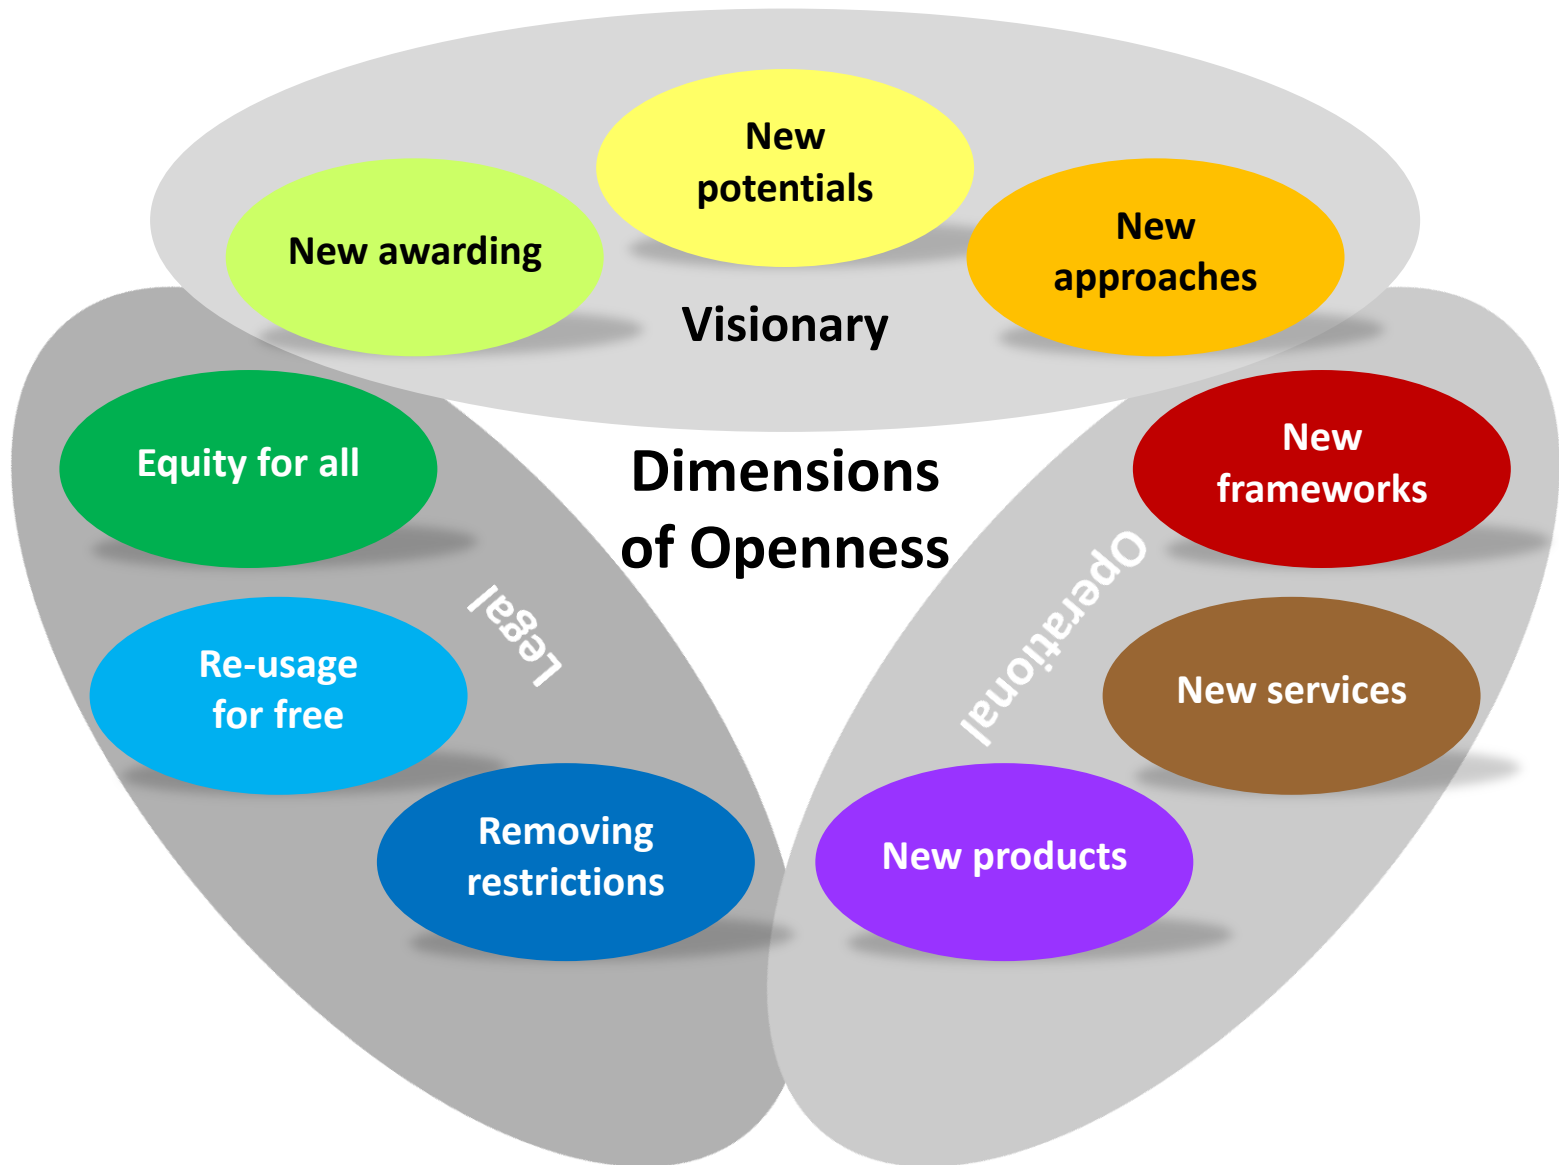 New
potentials
New awarding
New
approaches
Visionary
Dimensions
of Openness
Equity for all
Re-usage
for free
Removing
restrictions
Legal
New
frameworks
New services
New products
Operational